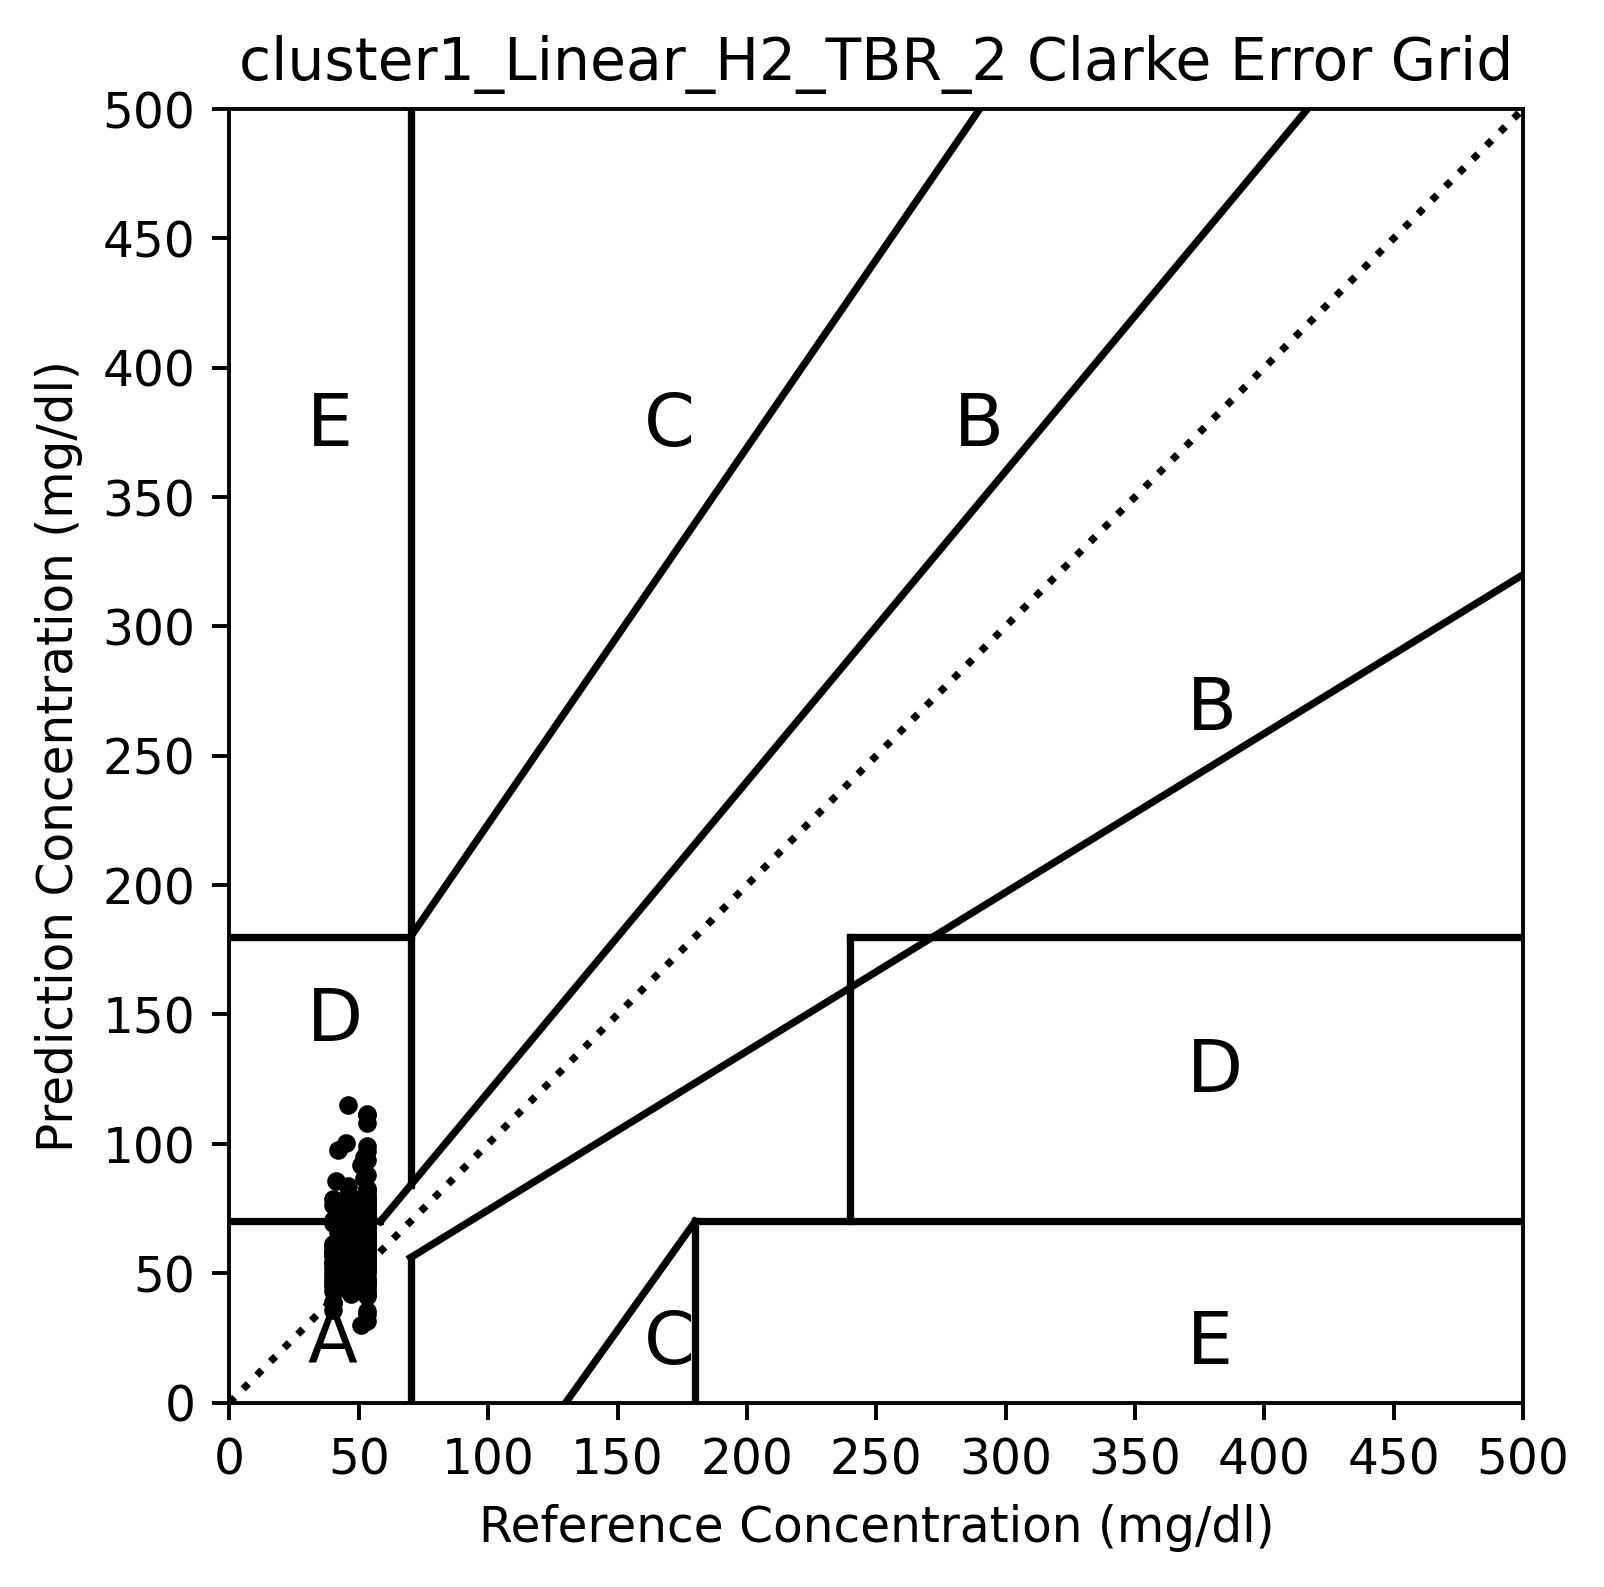 cluster1_Linear_H2_TBR_2 Clarke Error Grid
500
450
400
350
300
250
200
150
100
50
0
Prediction Concentration (mg/dl)
E
C
B
B
D
D
A
C
E
0 50 100 150 200 250 300 350 400 450 500
Reference Concentration (mg/dl)